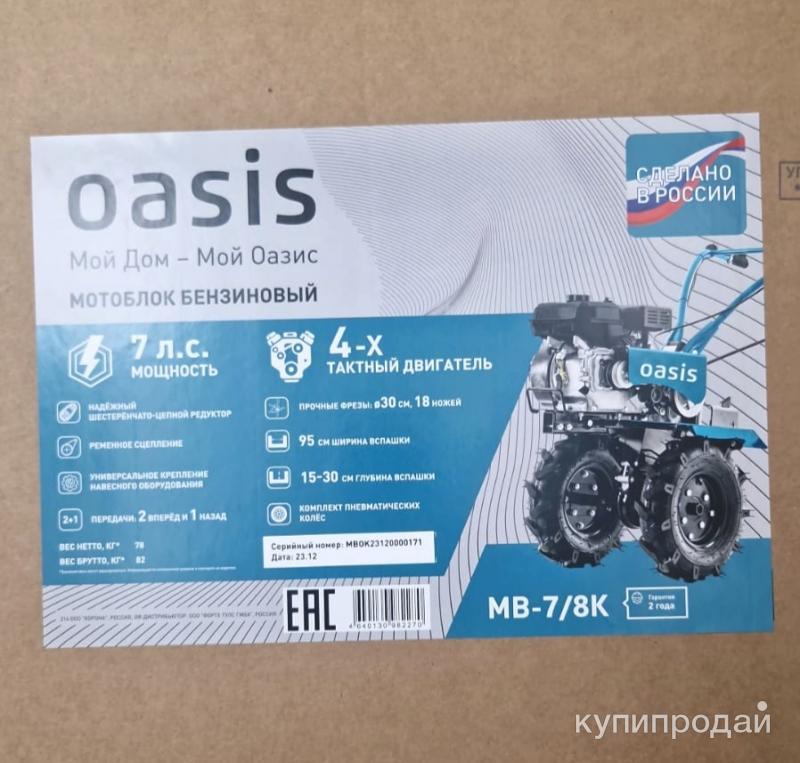 oasis
Мой Дом – Мой Оазис
МОТОБЛОК БЕНЗИНОВЫЙ
СДЕЛАНО
В РОССИИ
7 л.с.
МОЩНОСТЬ
4-Х
ТАКТНЫЙ ДВИГАТЕЛЬ
НАДЁЖНЫЙ
ШЕСТЕРЁНЧАТО-ЦЕПНОЙ РЕДУКТОР
РЕМЕННОЕ СЦЕПЛЕНИЕ
УНИВЕРСАЛЬНОЕ КРЕПЛЕНИЕ
НАВЕСНОГО ОБОРУДОВАНИЯ
2+1
ПЕРЕДАЧИ: 2 ВПЕРЁД И 1 НАЗАД
ВЕС НЕТТО, КГ* 78
ВЕС БРУТТО, КГ* 82
ПРОЧНЫЕ ФРЕЗЫ: ø30 СМ, 18 НОЖЕЙ
95 СМ ШИРИНА ВСПАШКИ
15-30 СМ ГЛУБИНА ВСПАШКИ
КОМПЛЕКТ ПНЕВМАТИЧЕСКИХ
КОЛЁС
Серийный номер: MBOK23120000171
Дата: 23.12
oasis
EAC
4640130982270
MB-7/8K
Гарантия
2 года
купипродай